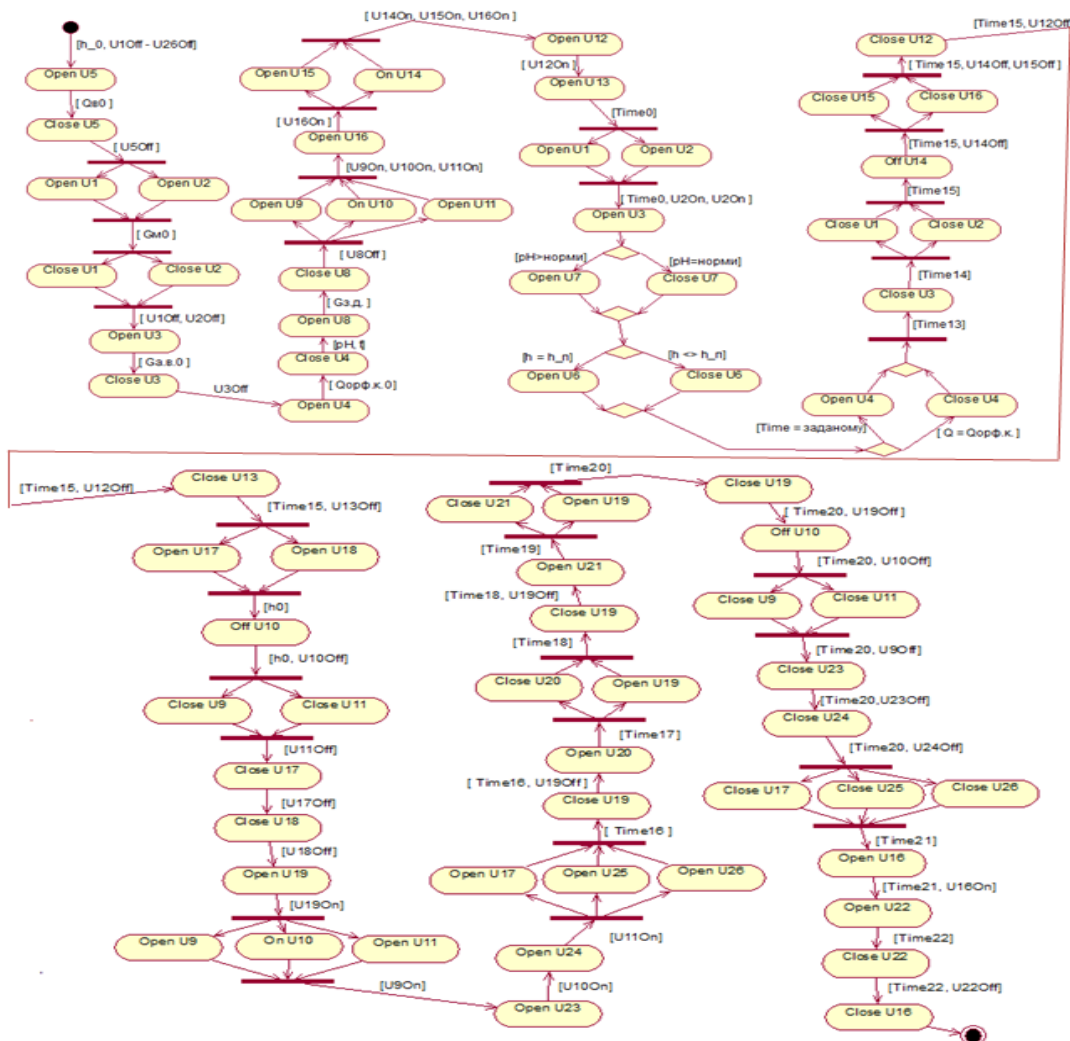 [h_0, U1Off - U26Off]
Open U5
[ Qв0 ]
Close U5
[ U5Off ]
Open U1
Open U2
[ Gм0 ]
Close U1
Close U2
[ U1Off, U2Off ]
Open U3
[ Gа.в.0 ]
Close U3
U3Off
Open U4
[ Qорф.к. 0 ]
Close U4
[pH, t]
Open U8
[ Gз.д. ]
Close U8
[ U8Off ]
Open U9
On U10
Open U11
[U9On, U10On, U11On]
Open U16
[ U16On ]
Open U15
On U14
[ U14On, U15On, U16On ]
Open U12
[ U12On ]
Open U13
[Time0]
Open U1
Open U2
[Time0, U2On, U2On ]
Open U3
[pH>норми]
[pH=норми]
Open U7
Close U7
[h = h_n]
[h <> h_n]
Open U6
Close U6
[Time = заданому]
[ Q = Qорф.к. ]
Open U4
Close U4
[Time13]
Close U3
[Time14]
Close U1
Close U2
[Time15]
Off U14
[Time15, U14Off]
Close U15
Close U16
[ Time15, U14Off, U15Off ]
Close U12
[Time15, U12Off
[Time15, U12Off]
Close U13
[Time15, U13Off]
Open U17
Open U18
[h0]
Off U10
[h0, U10Off]
Close U9
Close U11
[U11Off]
Close U17
[U17Off]
Close U18
[U18Off]
Open U19
[U19On]
Open U9
On U10
Open U11
[U9On]
Open U23
[U10On]
Open U24
[U11On]
Open U17
Open U25
Open U26
[ Time16 ]
Close U19
[ Time16, U19Off ]
Open U20
[Time17]
Close U20
Open U19
[Time18]
Close U19
[Time18, U19Off]
Open U21
[Time19]
Close U21
Open U19
[Time20]
Close U19
[ Time20, U19Off ]
Off U10
[Time20, U10Off]
Close U9
Close U11
[Time20, U9Off]
Close U23
[Time20,U23Off]
Close U24
[Time20, U24Off]
Close U17
Close U25
Close U26
[Time21]
Open U16
[Time21, U16On]
Open U22
[Time22]
Close U22
[Time22, U22Off]
Close U16